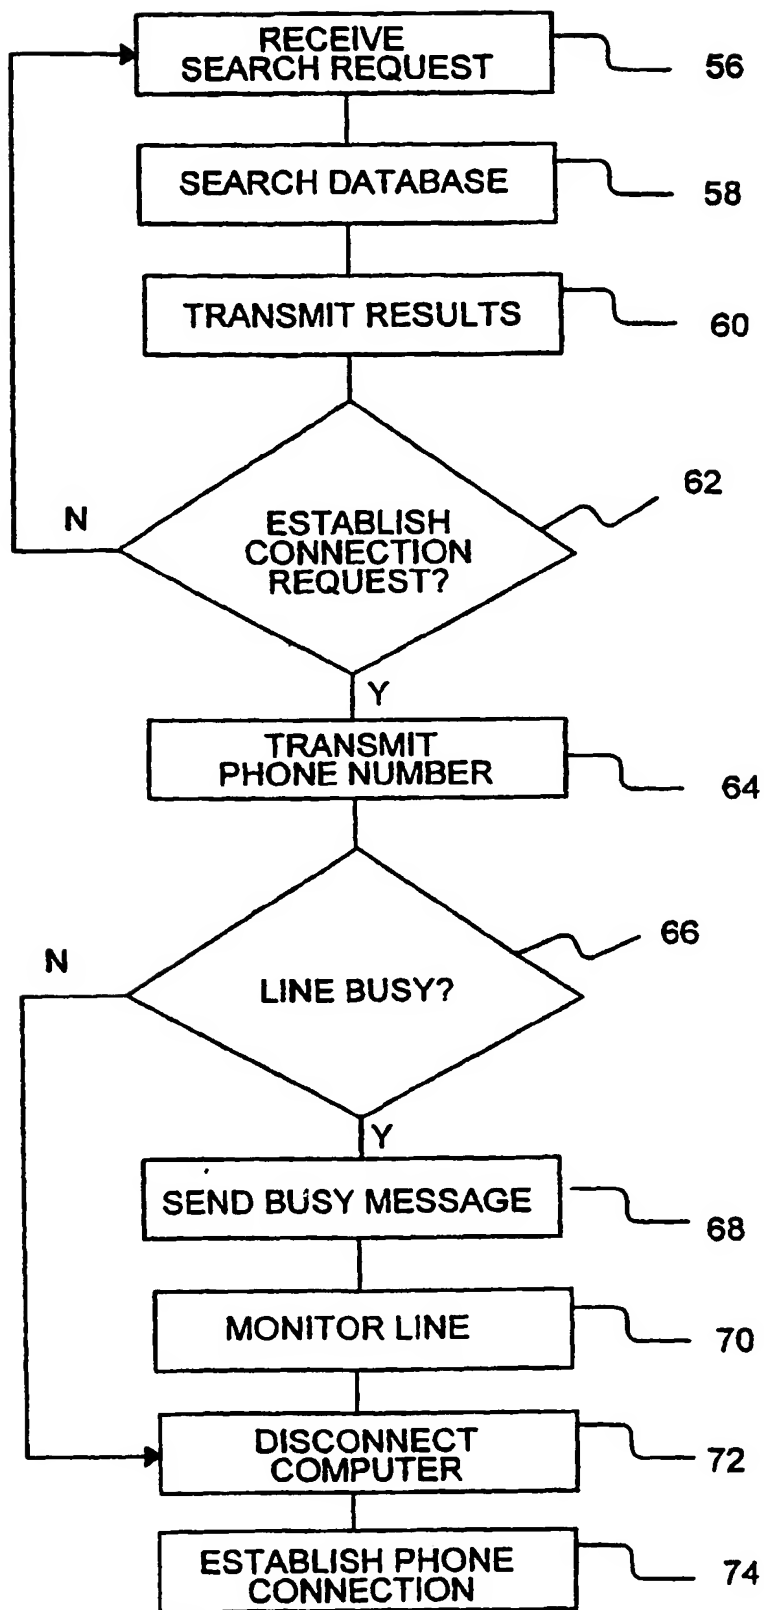 RECEIVE
SEARCH REQUEST
56
SEARCH DATABASE
58
TRANSMIT RESULTS
60
62
N
ESTABLISH
CONNECTION
REQUEST?
Y
TRANSMIT
PHONE NUMBER
64
66
N
LINE BUSY?
Y
SEND BUSY MESSAGE
68
MONITOR LINE
70
DISCONNECT
COMPUTER
72
ESTABLISH PHONE
CONNECTION
74